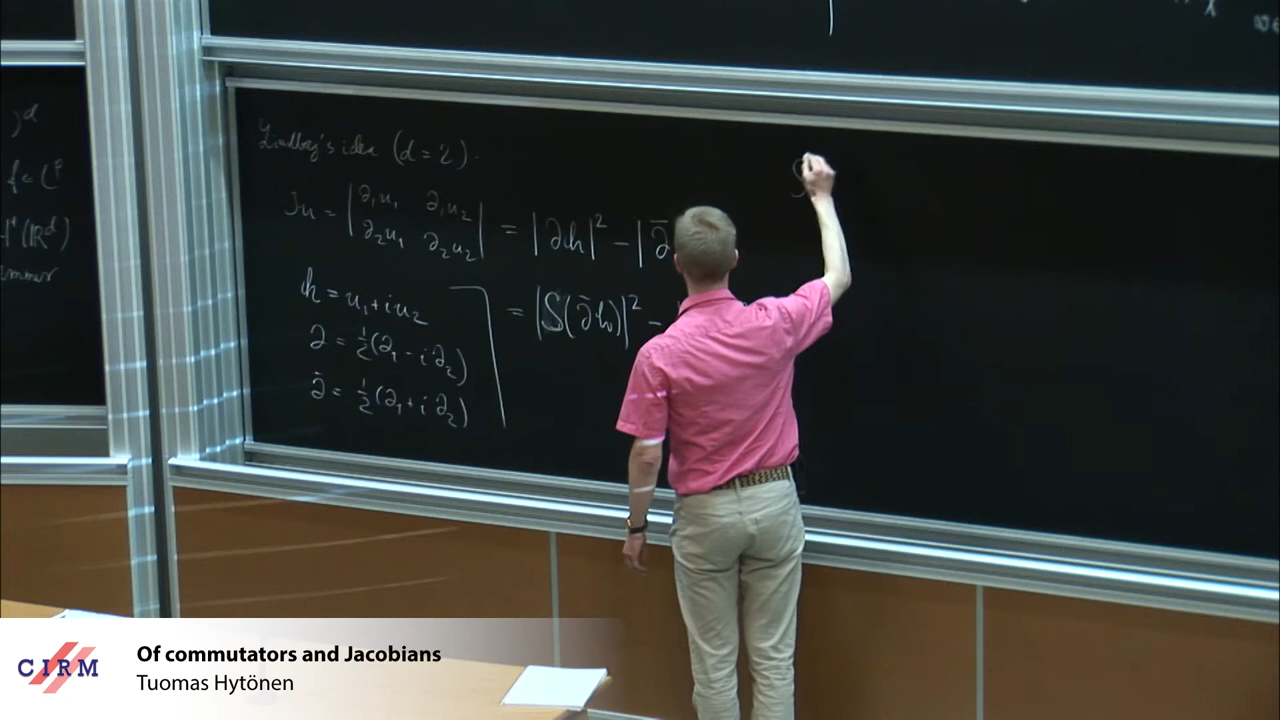 )^d
f ∈ L^p
H^1(ℝ^d)
Lindberg's idea (d = 2).
Ju = | ∂₁u₁ ∂₁u₂ | = |∂h|² − |∂̄
| ∂₂u₁ ∂₂u₂ |
h = u₁ + iu₂
= |S(∂̄h)|² −
∂ = ½(∂₁ − i∂₂)
∂̄ = ½(∂₁ + i∂₂)
CIRM
Of commutators and Jacobians
Tuomas Hytönen